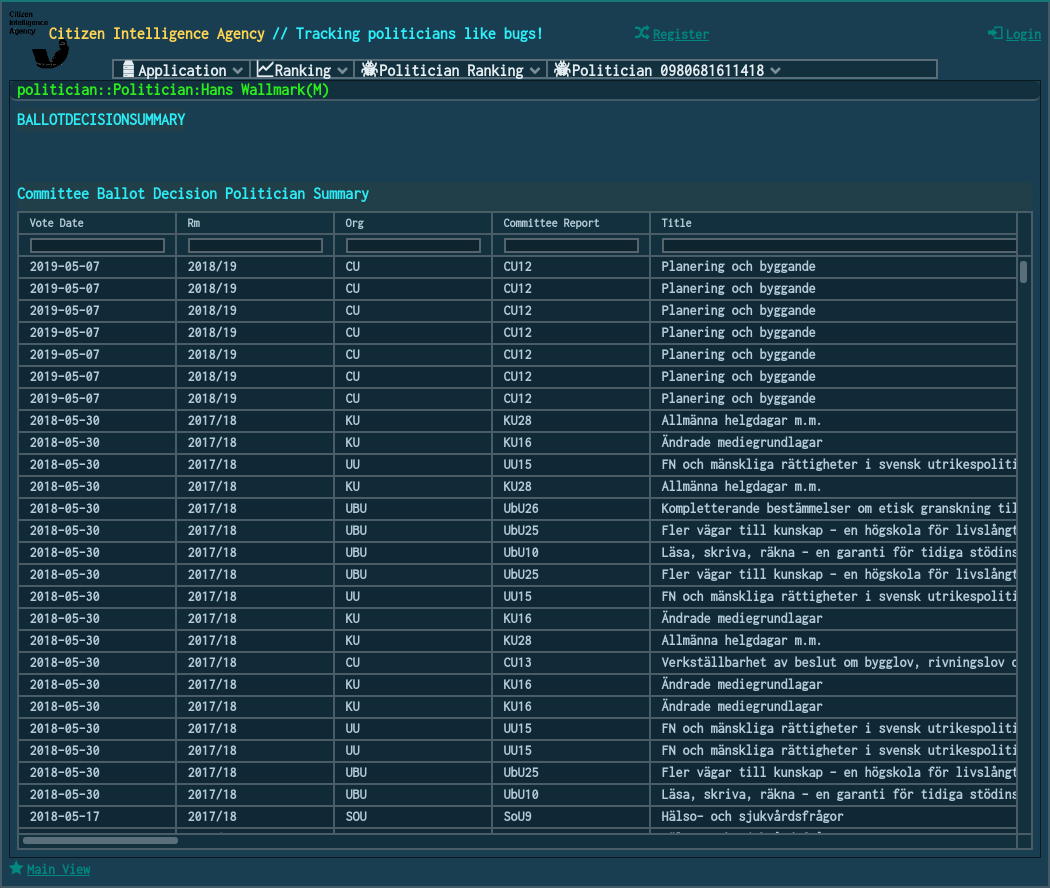 Citizen
Intelligence
Agency
Citizen Intelligence Agency // Tracking politicians like bugs!
Register
Login
Application Ranking Politician Ranking Politician 0980681611418
politician::Politician:Hans Wallmark(M)
BALLOTDECISIONSUMMARY
Committee Ballot Decision Politician Summary
Vote Date Rm Org Committee Report Title
2019-05-07 2018/19 CU CU12 Planering och byggande
2019-05-07 2018/19 CU CU12 Planering och byggande
2019-05-07 2018/19 CU CU12 Planering och byggande
2019-05-07 2018/19 CU CU12 Planering och byggande
2019-05-07 2018/19 CU CU12 Planering och byggande
2019-05-07 2018/19 CU CU12 Planering och byggande
2019-05-07 2018/19 CU CU12 Planering och byggande
2018-05-30 2017/18 KU KU28 Allmänna helgdagar m.m.
2018-05-30 2017/18 KU KU16 Ändrade mediegrundlagar
2018-05-30 2017/18 UU UU15 FN och mänskliga rättigheter i svensk utrikespoliti
2018-05-30 2017/18 KU KU28 Allmänna helgdagar m.m.
2018-05-30 2017/18 UBU UbU26 Kompletterande bestämmelser om etisk granskning til
2018-05-30 2017/18 UBU UbU25 Fler vägar till kunskap – en högskola för livslångt
2018-05-30 2017/18 UBU UbU10 Läsa, skriva, räkna – en garanti för tidiga stödins
2018-05-30 2017/18 UBU UbU25 Fler vägar till kunskap – en högskola för livslångt
2018-05-30 2017/18 UU UU15 FN och mänskliga rättigheter i svensk utrikespoliti
2018-05-30 2017/18 KU KU16 Ändrade mediegrundlagar
2018-05-30 2017/18 KU KU28 Allmänna helgdagar m.m.
2018-05-30 2017/18 CU CU13 Verkställbarhet av beslut om bygglov, rivningslov o
2018-05-30 2017/18 KU KU16 Ändrade mediegrundlagar
2018-05-30 2017/18 KU KU16 Ändrade mediegrundlagar
2018-05-30 2017/18 UU UU15 FN och mänskliga rättigheter i svensk utrikespoliti
2018-05-30 2017/18 UU UU15 FN och mänskliga rättigheter i svensk utrikespoliti
2018-05-30 2017/18 UBU UbU25 Fler vägar till kunskap – en högskola för livslångt
2018-05-30 2017/18 UBU UbU10 Läsa, skriva, räkna – en garanti för tidiga stödins
2018-05-17 2017/18 SOU SoU9 Hälso- och sjukvårdsfrågor
Main View